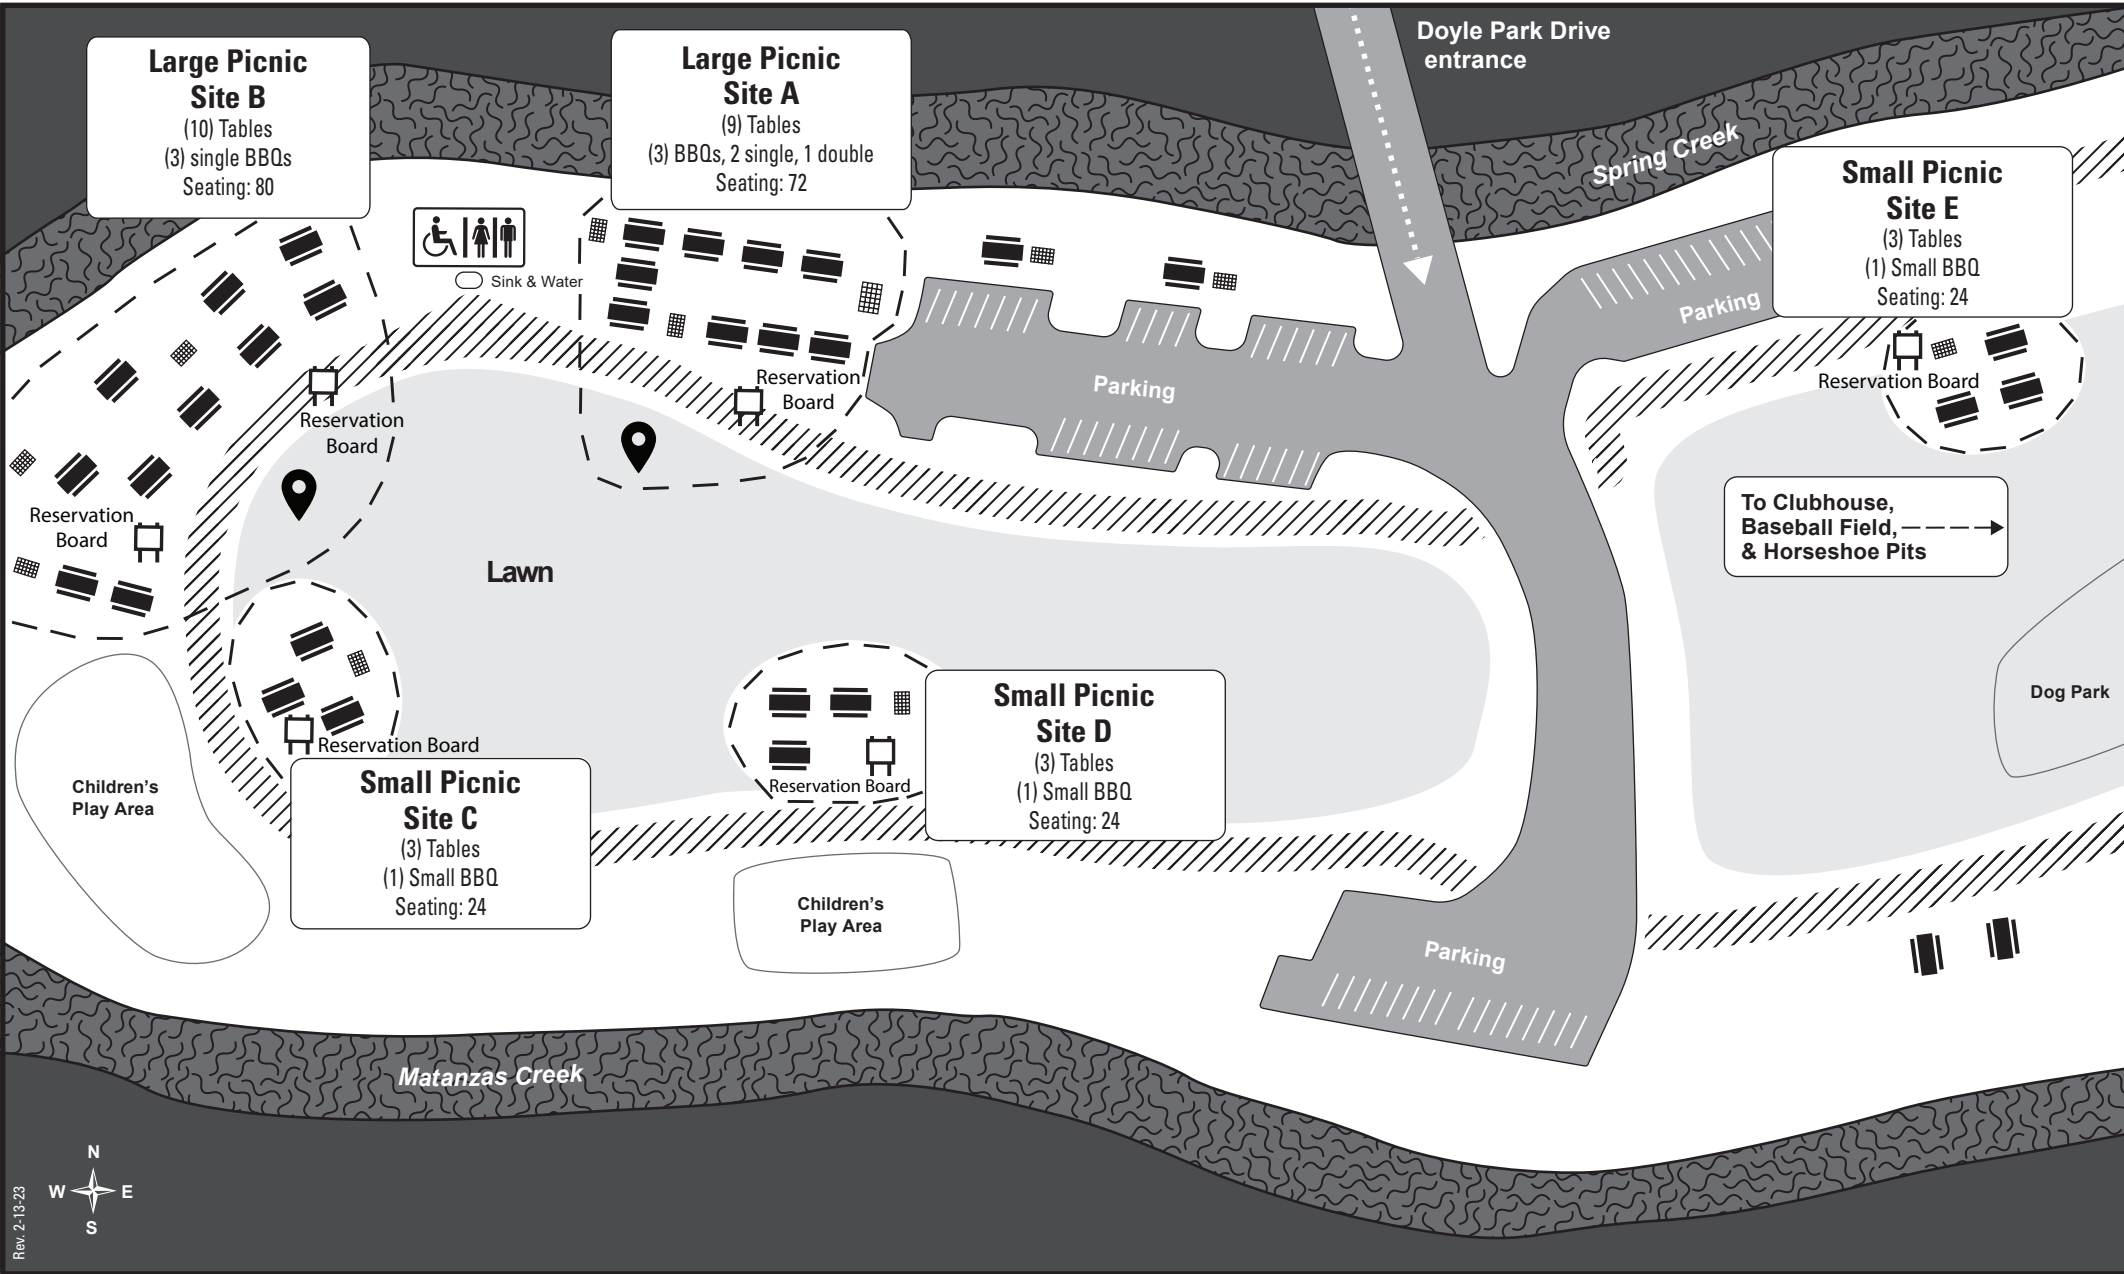 Large Picnic
Site B
(10) Tables
(3) single BBQs
Seating: 80
Large Picnic
Site A
(9) Tables
(3) BBQs, 2 single, 1 double
Seating: 72
Doyle Park Drive
entrance
Spring Creek
Small Picnic
Site E
(3) Tables
(1) Small BBQ
Seating: 24
Sink & Water
Parking
Parking
Reservation
Board
Reservation Board
Reservation
Board
Reservation
Board
To Clubhouse,
Baseball Field,
& Horseshoe Pits
Lawn
Dog Park
Reservation Board
Small Picnic
Site C
(3) Tables
(1) Small BBQ
Seating: 24
Reservation Board
Small Picnic
Site D
(3) Tables
(1) Small BBQ
Seating: 24
Children's
Play Area
Children's
Play Area
Parking
Matanzas Creek
N
W E
S
Rev. 2-13-23